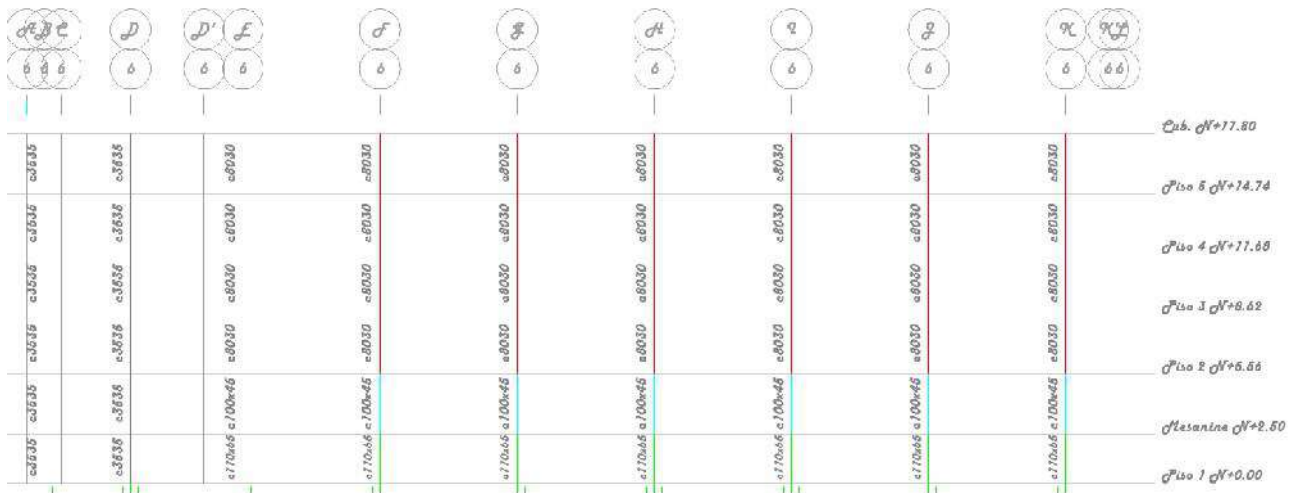 A B C D D' E F G H I J K K' L
6 6 6 6 6 6 6 6 6 6 6 6 6 6
Cub. N+17.80
c3535 c3535 c8030 c8030 c8030 c8030 c8030 c8030 c8030
Piso 5 N+14.74
c3535 c3535 c8030 c8030 c8030 c8030 c8030 c8030 c8030
Piso 4 N+11.68
c3535 c3535 c8030 c8030 c8030 c8030 c8030 c8030 c8030
Piso 3 N+8.62
c3535 c3535 c8030 c8030 c8030 c8030 c8030 c8030 c8030
Piso 2 N+5.56
c3535 c3535 c100x45 c100x45 c100x45 c100x45 c100x45 c100x45 c100x45
Mesanine N+2.50
c3535 c3535 c110x55 c110x55 c110x55 c110x55 c110x55 c110x55 c110x55
Piso 1 N+0.00